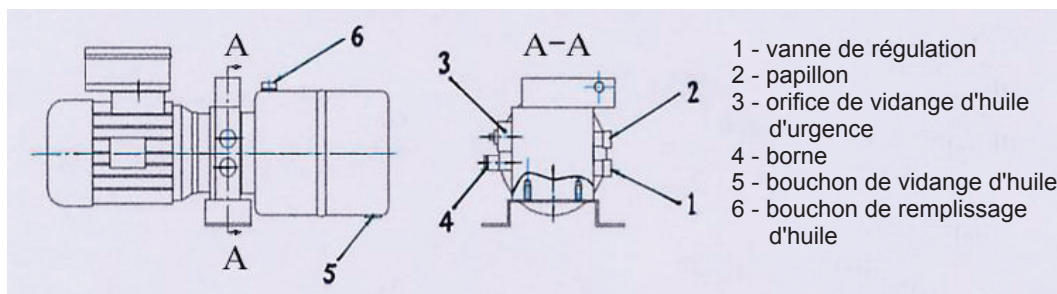 A
6
A-A
3
2
4
1
A
5
1 - vanne de régulation
2 - papillon
3 - orifice de vidange d'huile
d'urgence
4 - borne
5 - bouchon de vidange d'huile
6 - bouchon de remplissage
d'huile